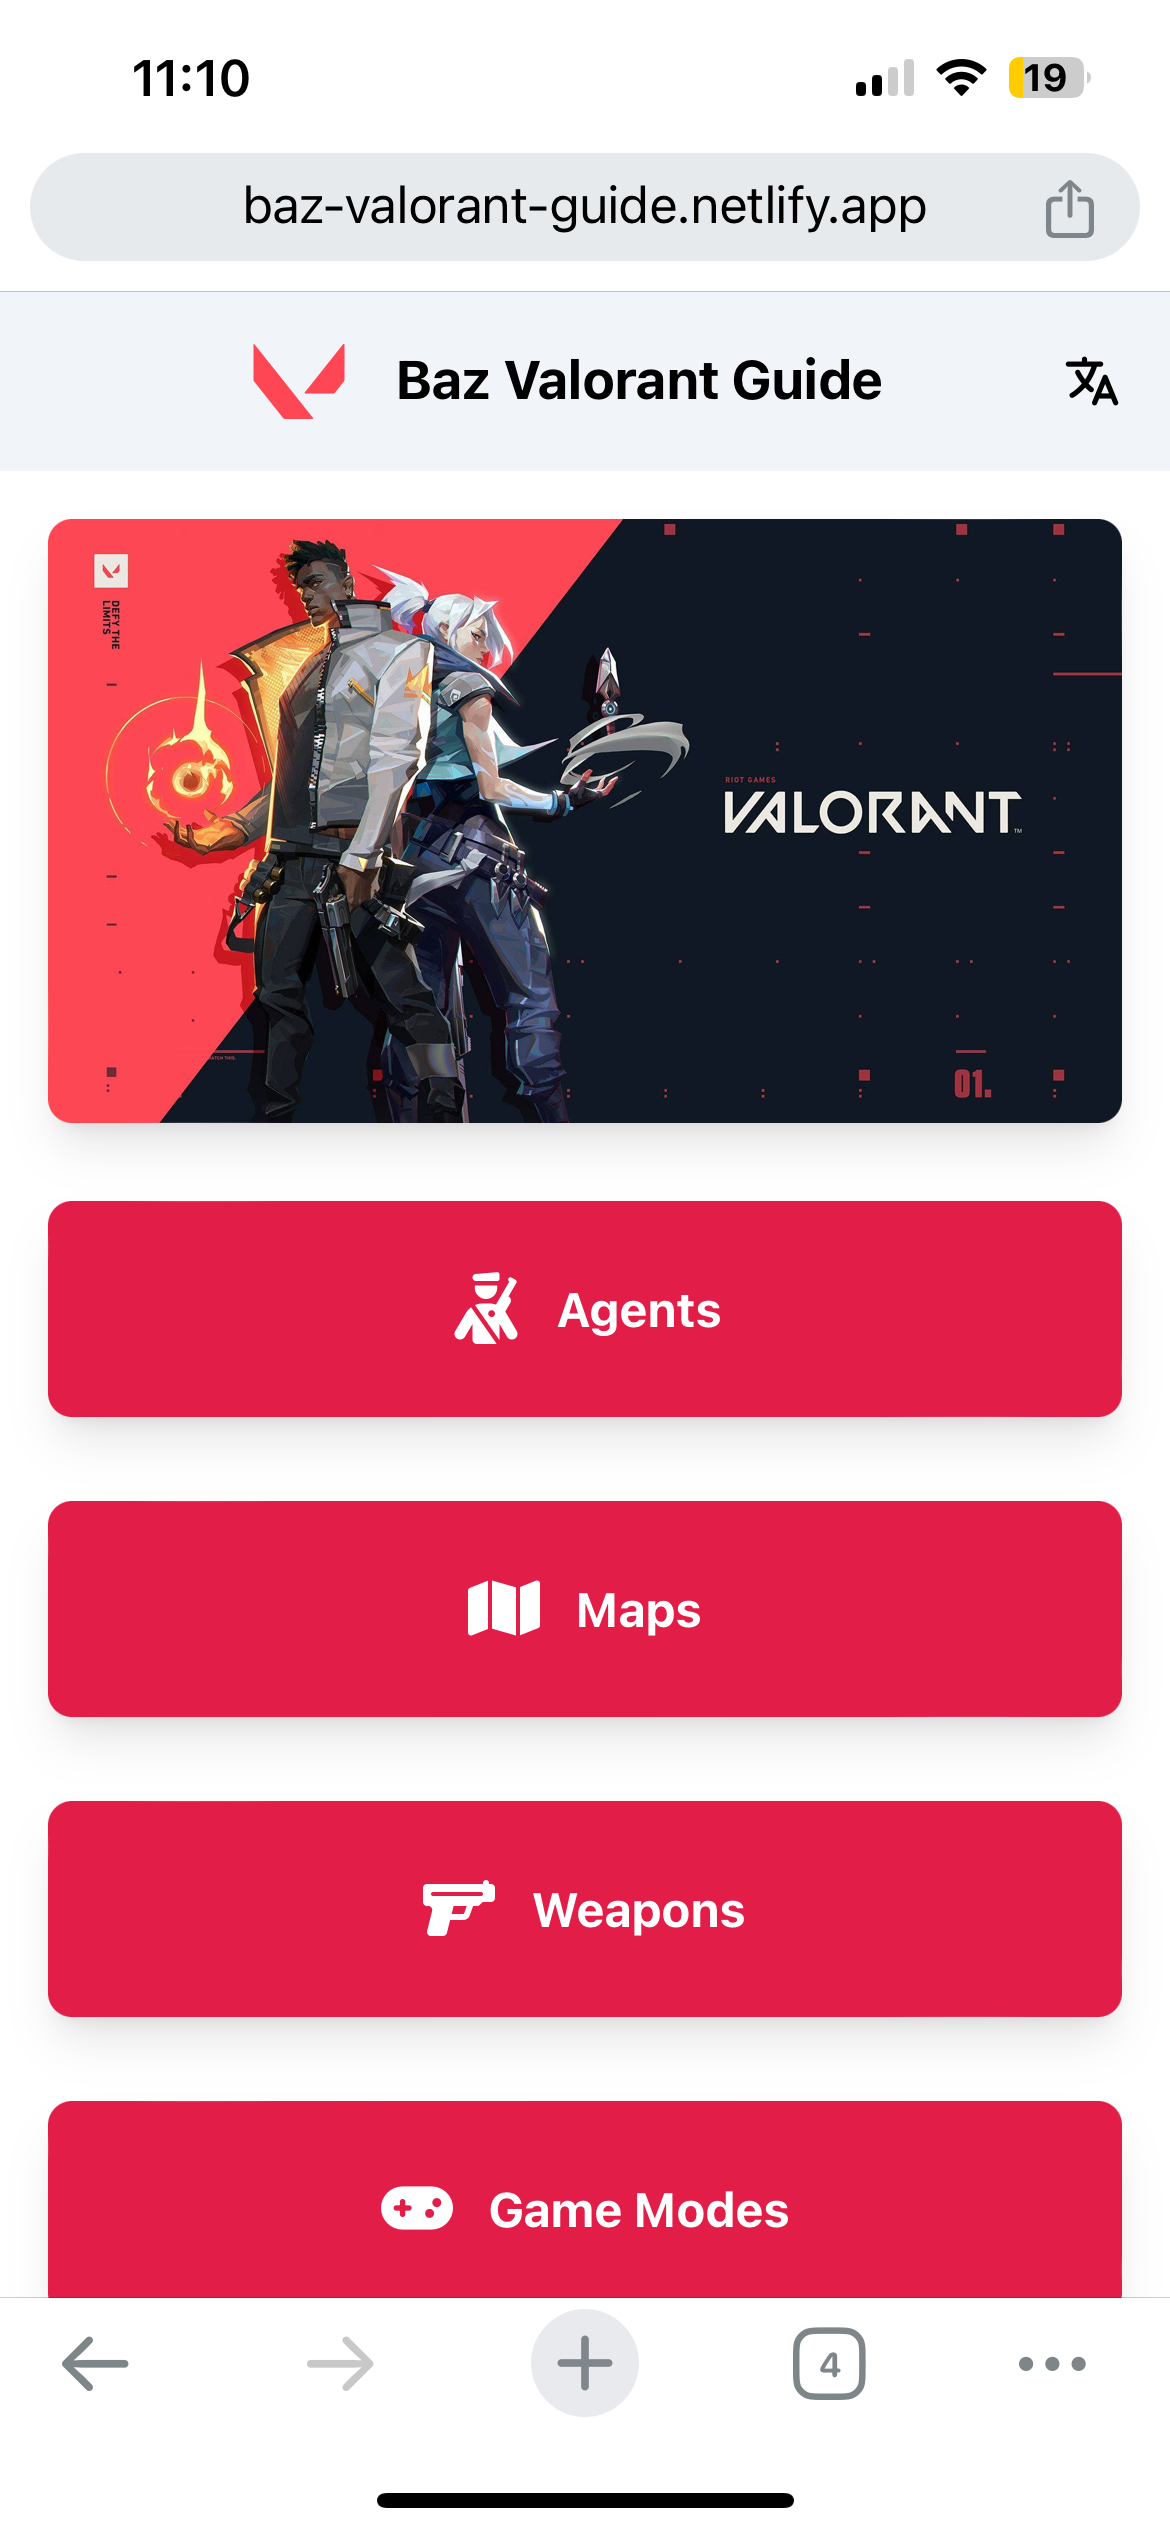 11:10
19
baz-valorant-guide.netlify.app
Baz Valorant Guide
DEFY THE
LIMITS
RIOT GAMES
VALORANT
TM
01.
Agents
Maps
Weapons
Game Modes
4